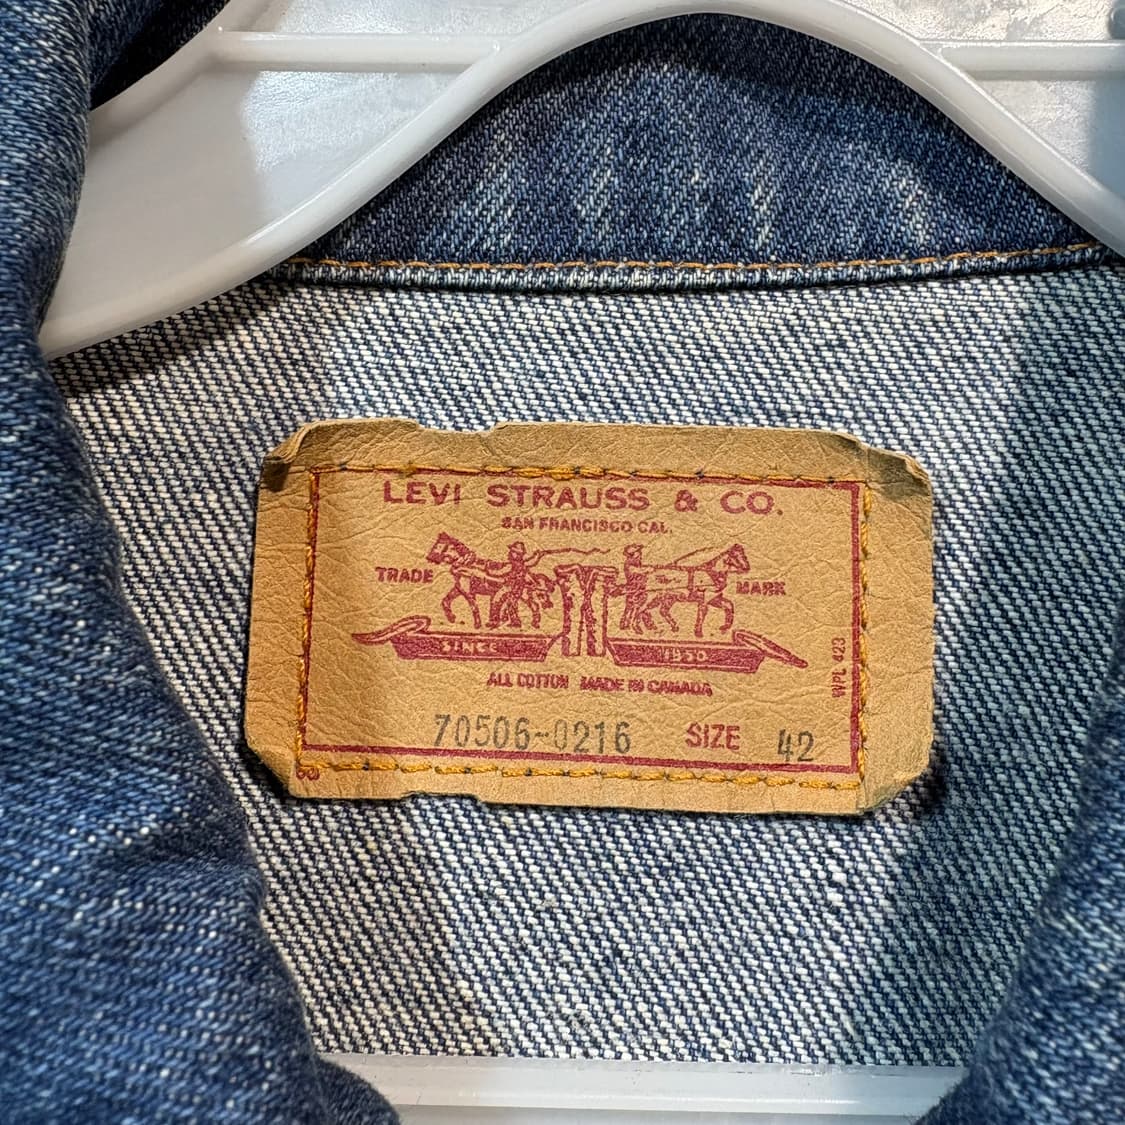 LEVI STRAUSS & CO.
SAN FRANCISCO CAL.
TRADE MARK
SINCE 1850
ALL COTTON MADE IN CANADA
WPL 423
70506-0216 SIZE 42